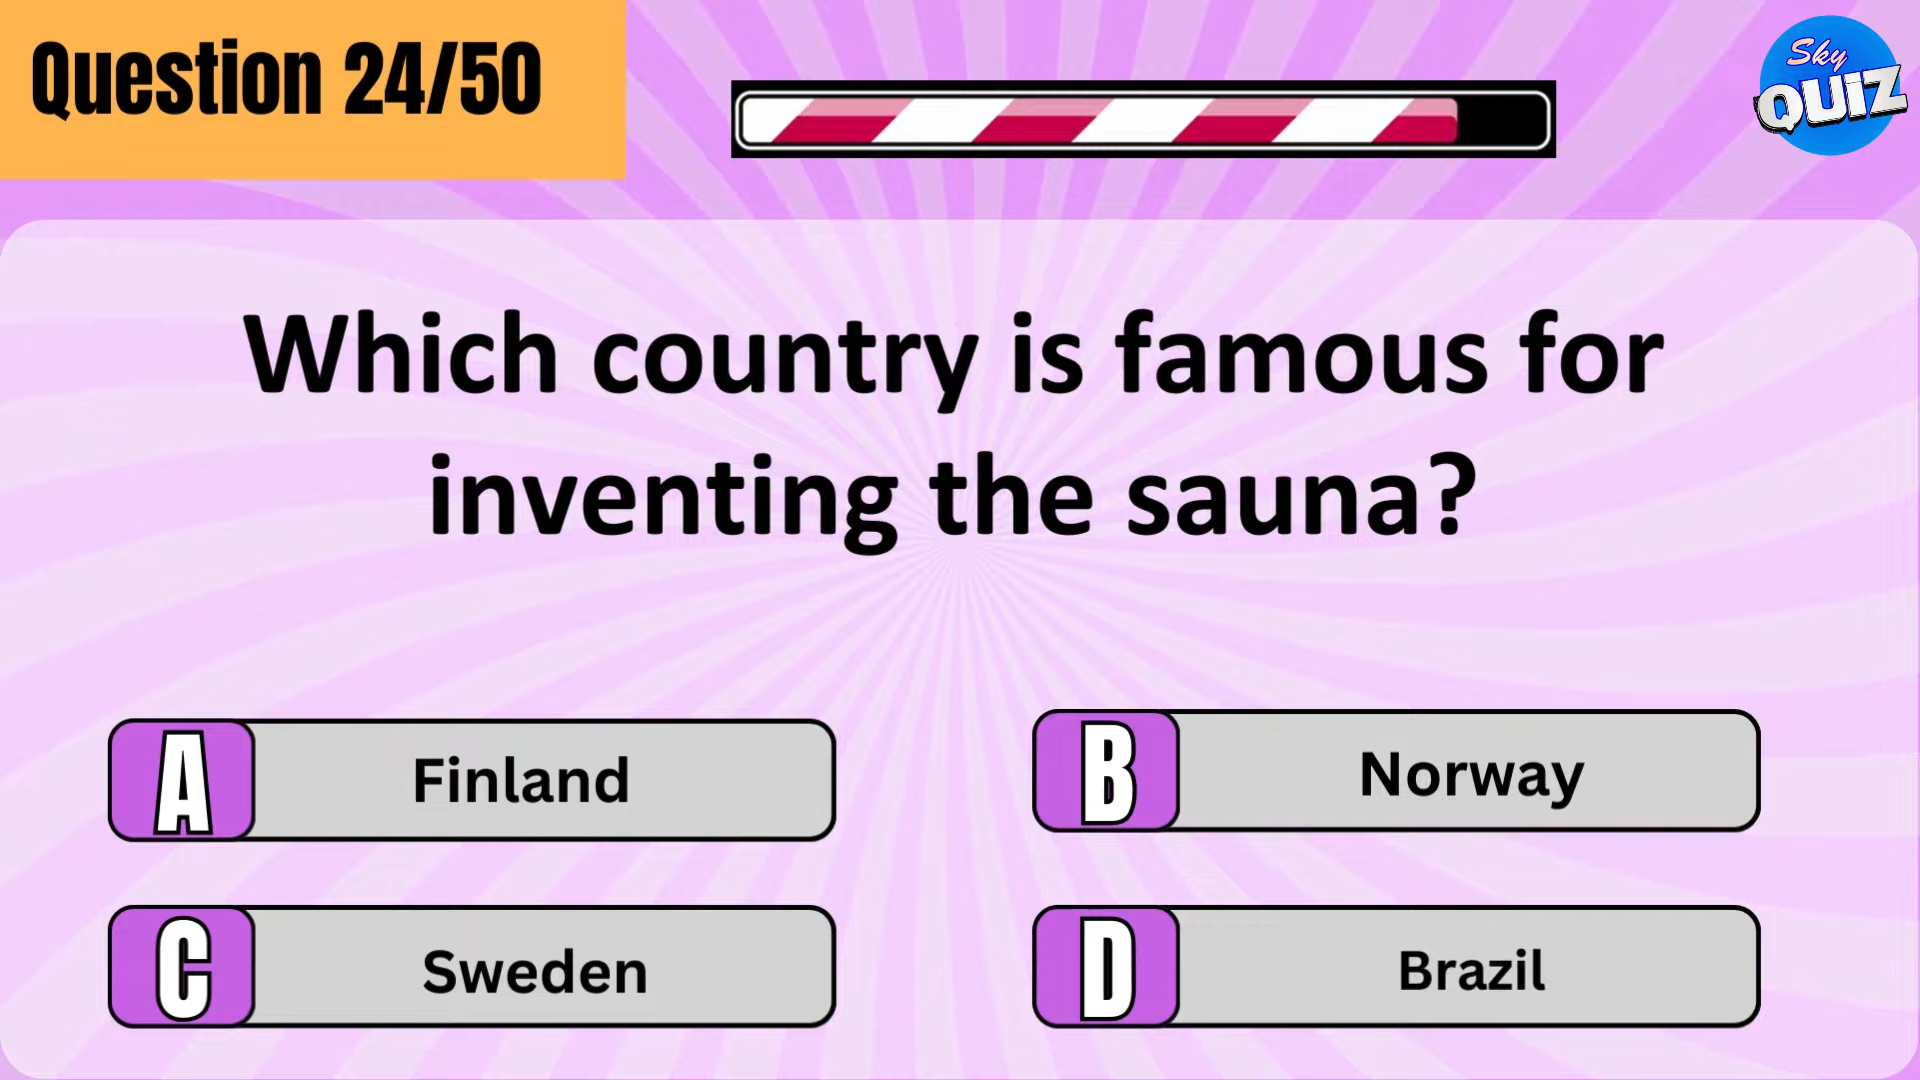 Question 24/50
Sky
QUIZ
Which country is famous for
inventing the sauna?
A Finland
B Norway
C Sweden
D Brazil